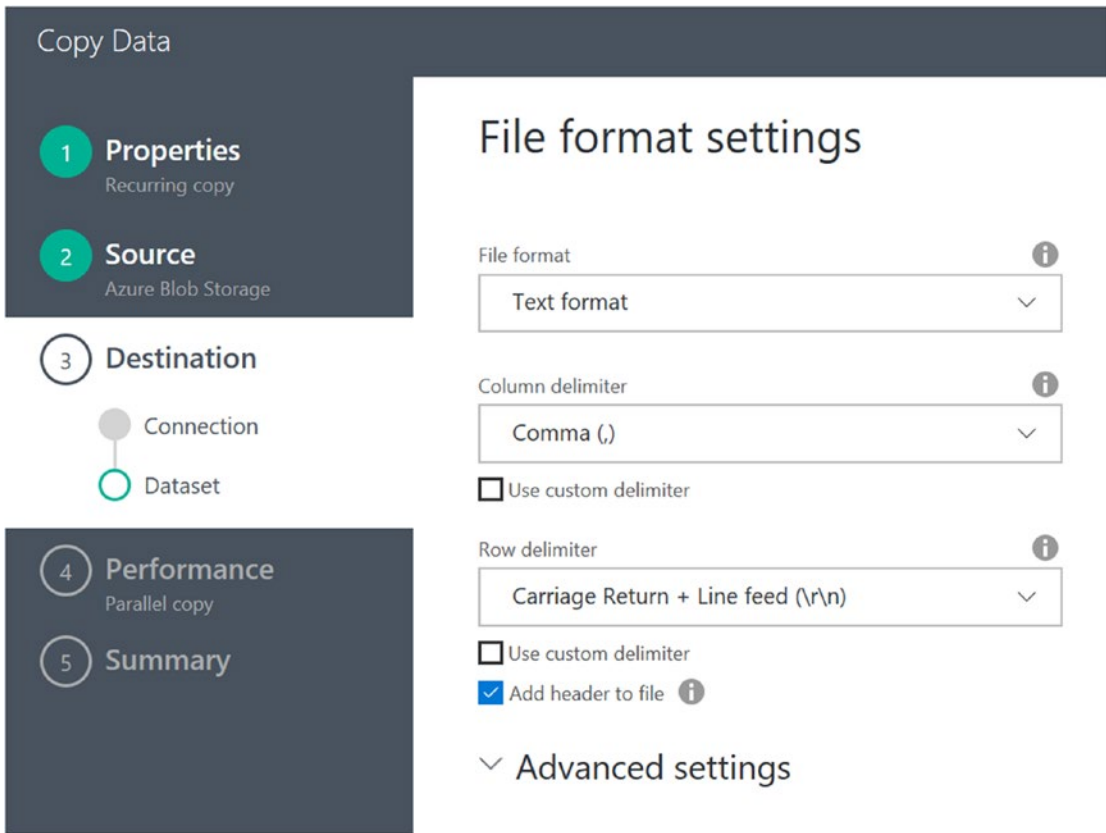 Copy Data
1 Properties
Recurring copy
2 Source
Azure Blob Storage
3 Destination
Connection
Dataset
4 Performance
Parallel copy
5 Summary
File format settings
File format
Text format
Column delimiter
Comma (,)
Use custom delimiter
Row delimiter
Carriage Return + Line feed (\r\n)
Use custom delimiter
Add header to file
Advanced settings